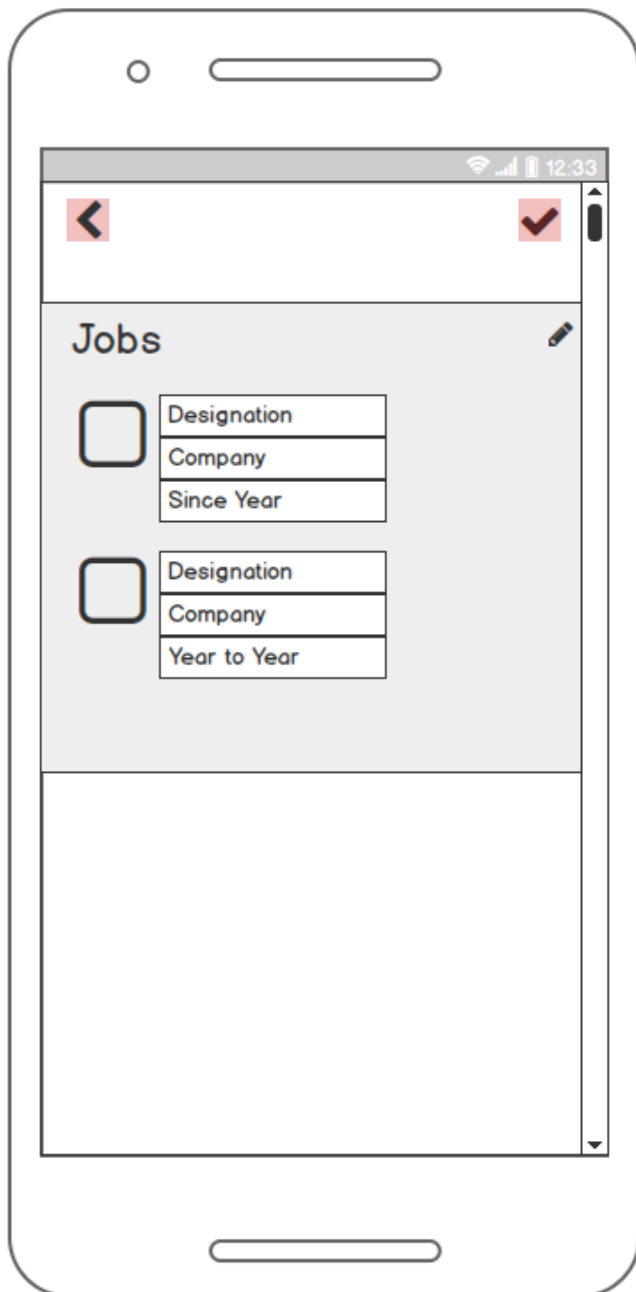 12:33
Jobs
Designation
Company
Since Year
Designation
Company
Year to Year